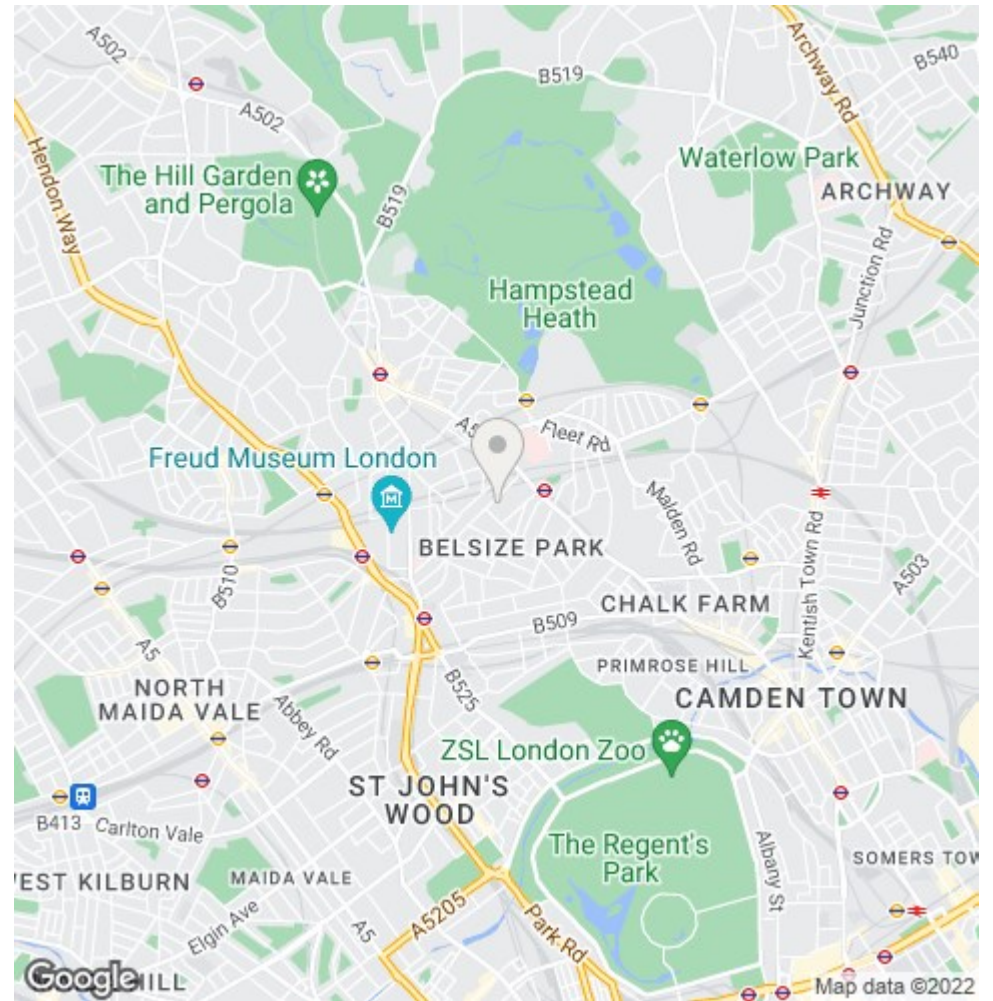 A502
A502
B519
Archway Rd
B540
Hendon Way
The Hill Garden
and Pergola
B519
Waterlow Park
ARCHWAY
Junction Rd
Hampstead
Heath
Fleet Rd
Freud Museum London
Maiden Rd
Kentish Town Rd
A503
B510
BELSIZE PARK
CHALK FARM
B509
A5
PRIMROSE HILL
NORTH
MAIDA VALE
Abbey Rd
B525
CAMDEN TOWN
ZSL London Zoo
ST JOHN'S
WOOD
B413
Carlton Vale
The Regent's
Park
Albany St
SOMERS TOW
EST KILBURN
MAIDA VALE
Elgin Ave
A5
A5205
Park Rd
Google
HILL
Map data ©2022